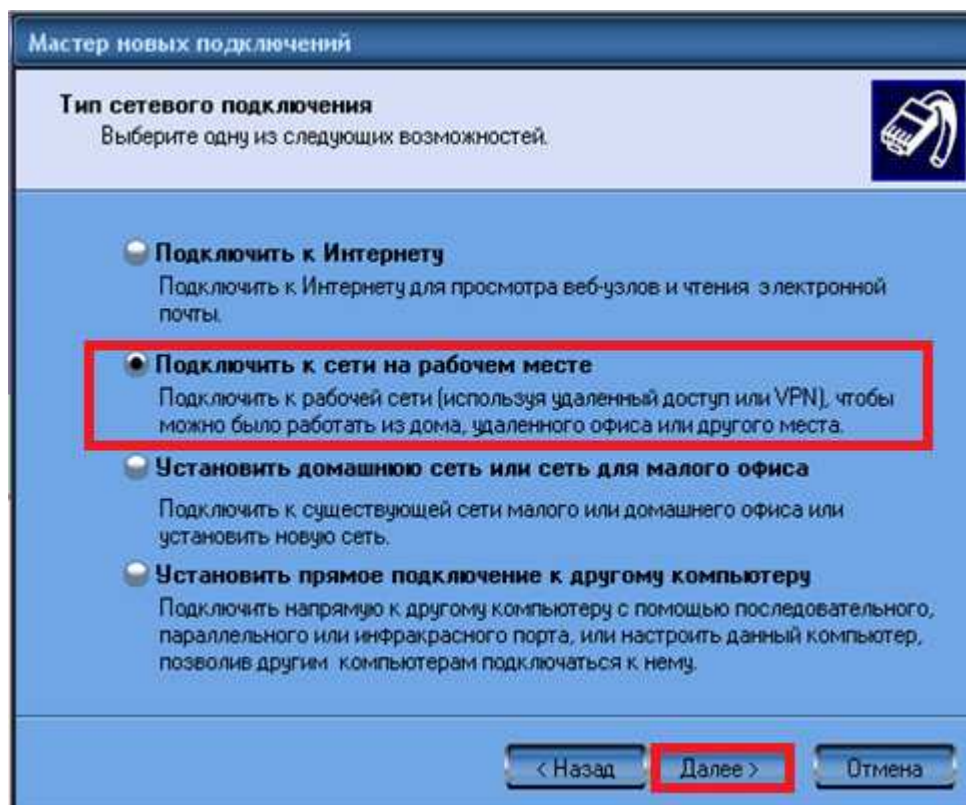 Мастер новых подключений
Тип сетевого подключения
Выберите одну из следующих возможностей.
Подключить к Интернету
Подключить к Интернету для просмотра веб-узлов и чтения электронной
почты.
Подключить к сети на рабочем месте
Подключить к рабочей сети (используя удаленный доступ или VPN), чтобы
можно было работать из дома, удаленного офиса или другого места.
Установить домашнюю сеть или сеть для малого офиса
Подключить к существующей сети малого или домашнего офиса или
установить новую сеть.
Установить прямое подключение к другому компьютеру
Подключить напрямую к другому компьютеру с помощью последовательного,
параллельного или инфракрасного порта, или настроить данный компьютер,
позволив другим компьютерам подключаться к нему.
< Назад Далее > Отмена